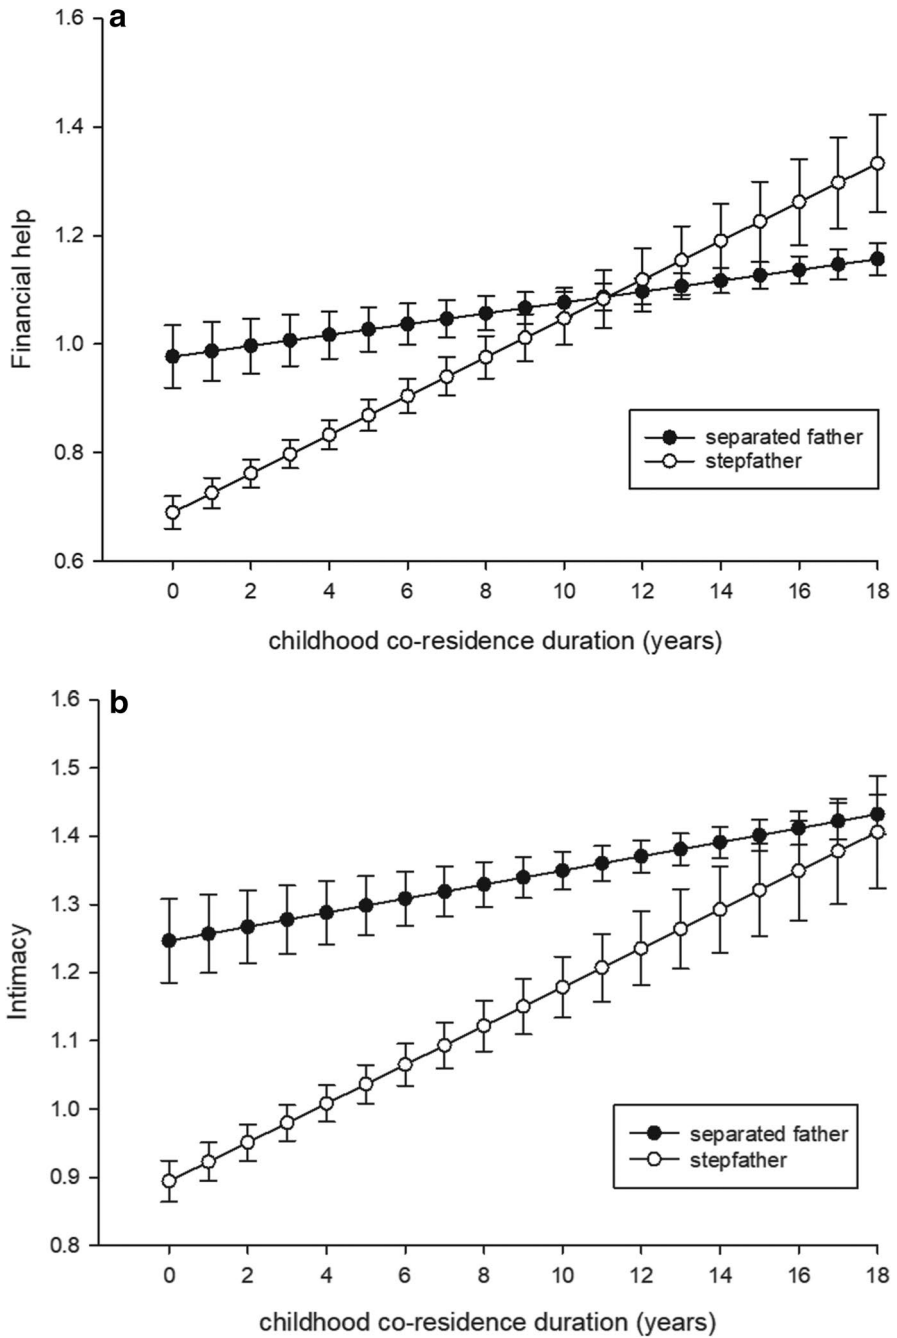 a
1.6
1.4
1.2
1.0
0.8
0.6
Financial help
separated father
stepfather
0 2 4 6 8 10 12 14 16 18
childhood co-residence duration (years)
b
1.6
1.5
1.4
1.3
1.2
1.1
1.0
0.9
0.8
Intimacy
separated father
stepfather
0 2 4 6 8 10 12 14 16 18
childhood co-residence duration (years)